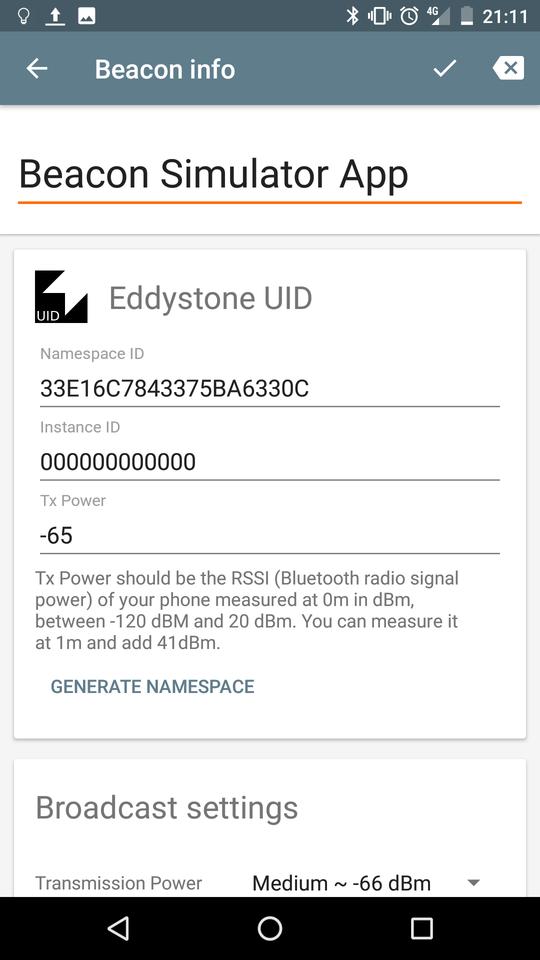 4G 21:11
Beacon info
Beacon Simulator App
UID
Eddystone UID
Namespace ID
33E16C7843375BA6330C
Instance ID
000000000000
Tx Power
-65
Tx Power should be the RSSI (Bluetooth radio signal
power) of your phone measured at 0m in dBm,
between -120 dBM and 20 dBm. You can measure it
at 1m and add 41dBm.
GENERATE NAMESPACE
Broadcast settings
Transmission Power Medium ~ -66 dBm